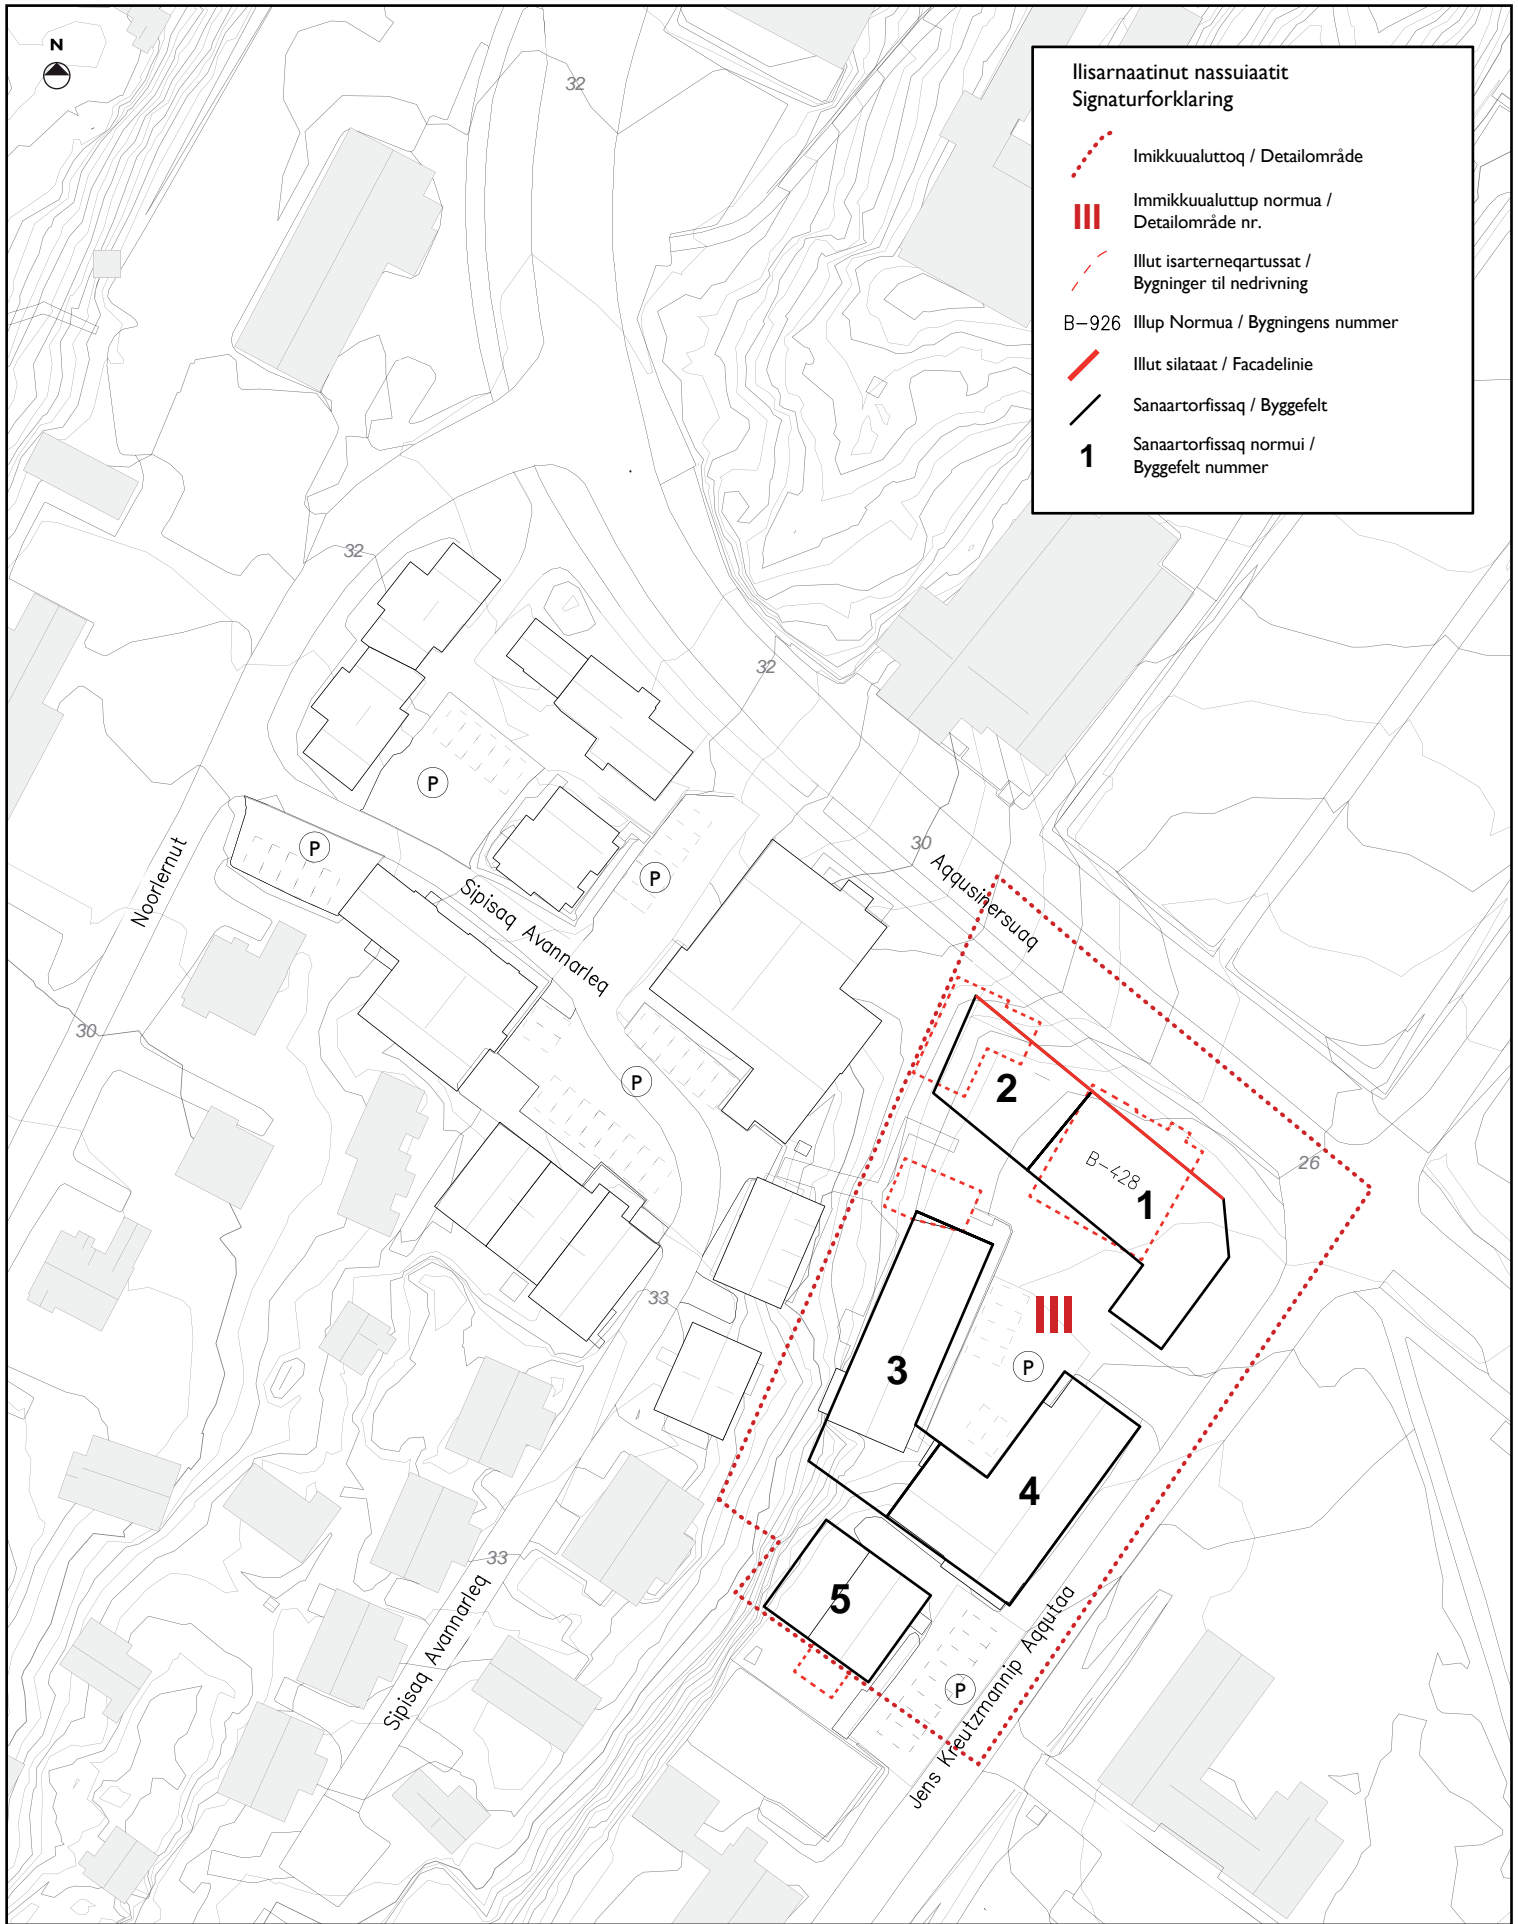 N
Ilisarnaatinut nassuiaatit
Signaturforklaring
Imikkuualuttoq / Detailområde
III
Immikkuualuttup normua /
Detailområde nr.
Illut isarterneqartussat /
Bygninger til nedrivning
B-926
Illup Normua / Bygningens nummer
Illut silataat / Facadelinie
Sanaartorfissaq / Byggefelt
1
Sanaartorfissaq normui /
Byggefelt nummer
32
32
32
P
P
P
30
Noorlernut
Sipisaq Avannarleq
Aqqusinersuaq
30
P
2
B-428
1
26
33
III
3
P
4
33
5
Sipisaq Avannarleq
P
Jens Kreutzmannip Aqqutaa